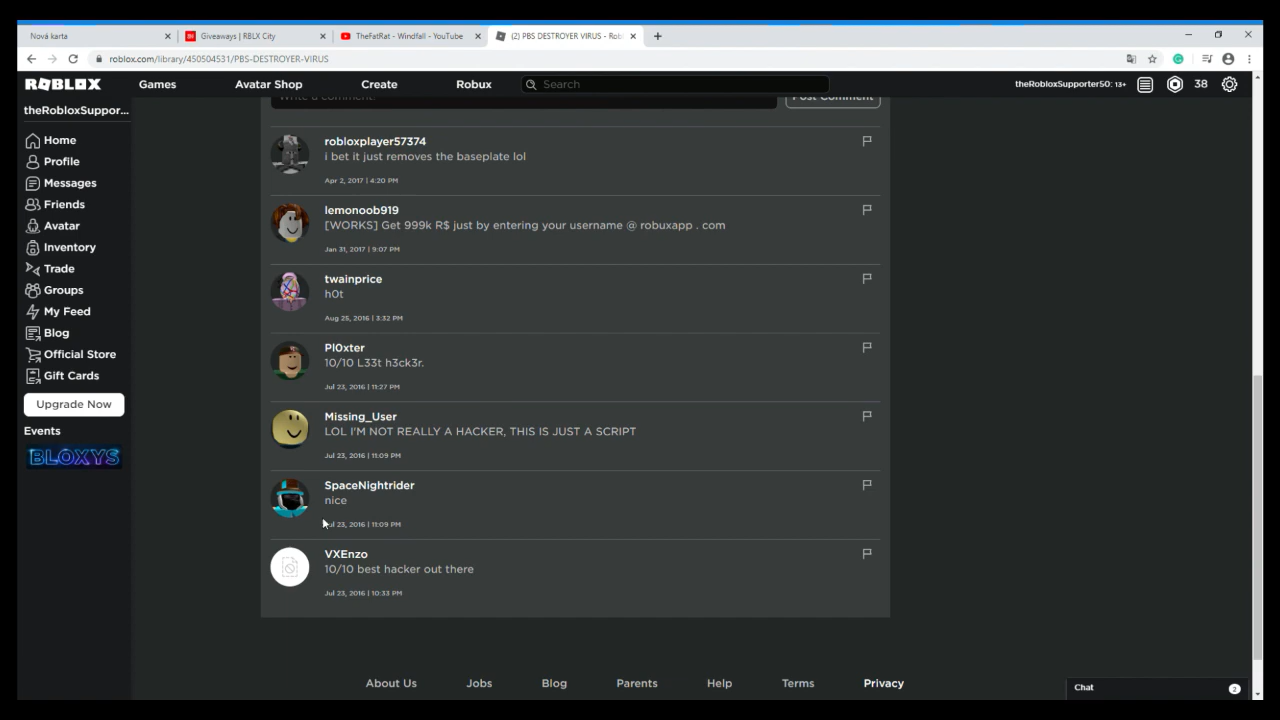 Nová karta
Giveaways | RBLX City
TheFatRat - Windfall - YouTube
(2) PBS DESTROYER VIRUS - Rob
roblox.com/library/450504531/PBS-DESTROYER-VIRUS
ROBLOX
Games
Avatar Shop
Create
Robux
Search
theRobloxSupporter50: 13+
38
theRobloxSuppor...
Write a comment!
Post Comment
Home
Profile
Messages
Friends
Avatar
Inventory
Trade
Groups
My Feed
Blog
Official Store
Gift Cards
Upgrade Now
Events
BLOXYS
robloxplayer57374
i bet it just removes the baseplate lol
Apr 2, 2017 | 4:20 PM
lemonoob919
[WORKS] Get 999k R$ just by entering your username @ robuxapp . com
Jan 31, 2017 | 9:07 PM
twainprice
h0t
Aug 25, 2016 | 3:32 PM
Pl0xter
10/10 L33t h3ck3r.
Jul 23, 2016 | 11:27 PM
Missing_User
LOL I'M NOT REALLY A HACKER, THIS IS JUST A SCRIPT
Jul 23, 2016 | 11:09 PM
SpaceNightrider
nice
Jul 23, 2016 | 11:09 PM
VXEnzo
10/10 best hacker out there
Jul 23, 2016 | 10:33 PM
About Us
Jobs
Blog
Parents
Help
Terms
Privacy
Chat
2